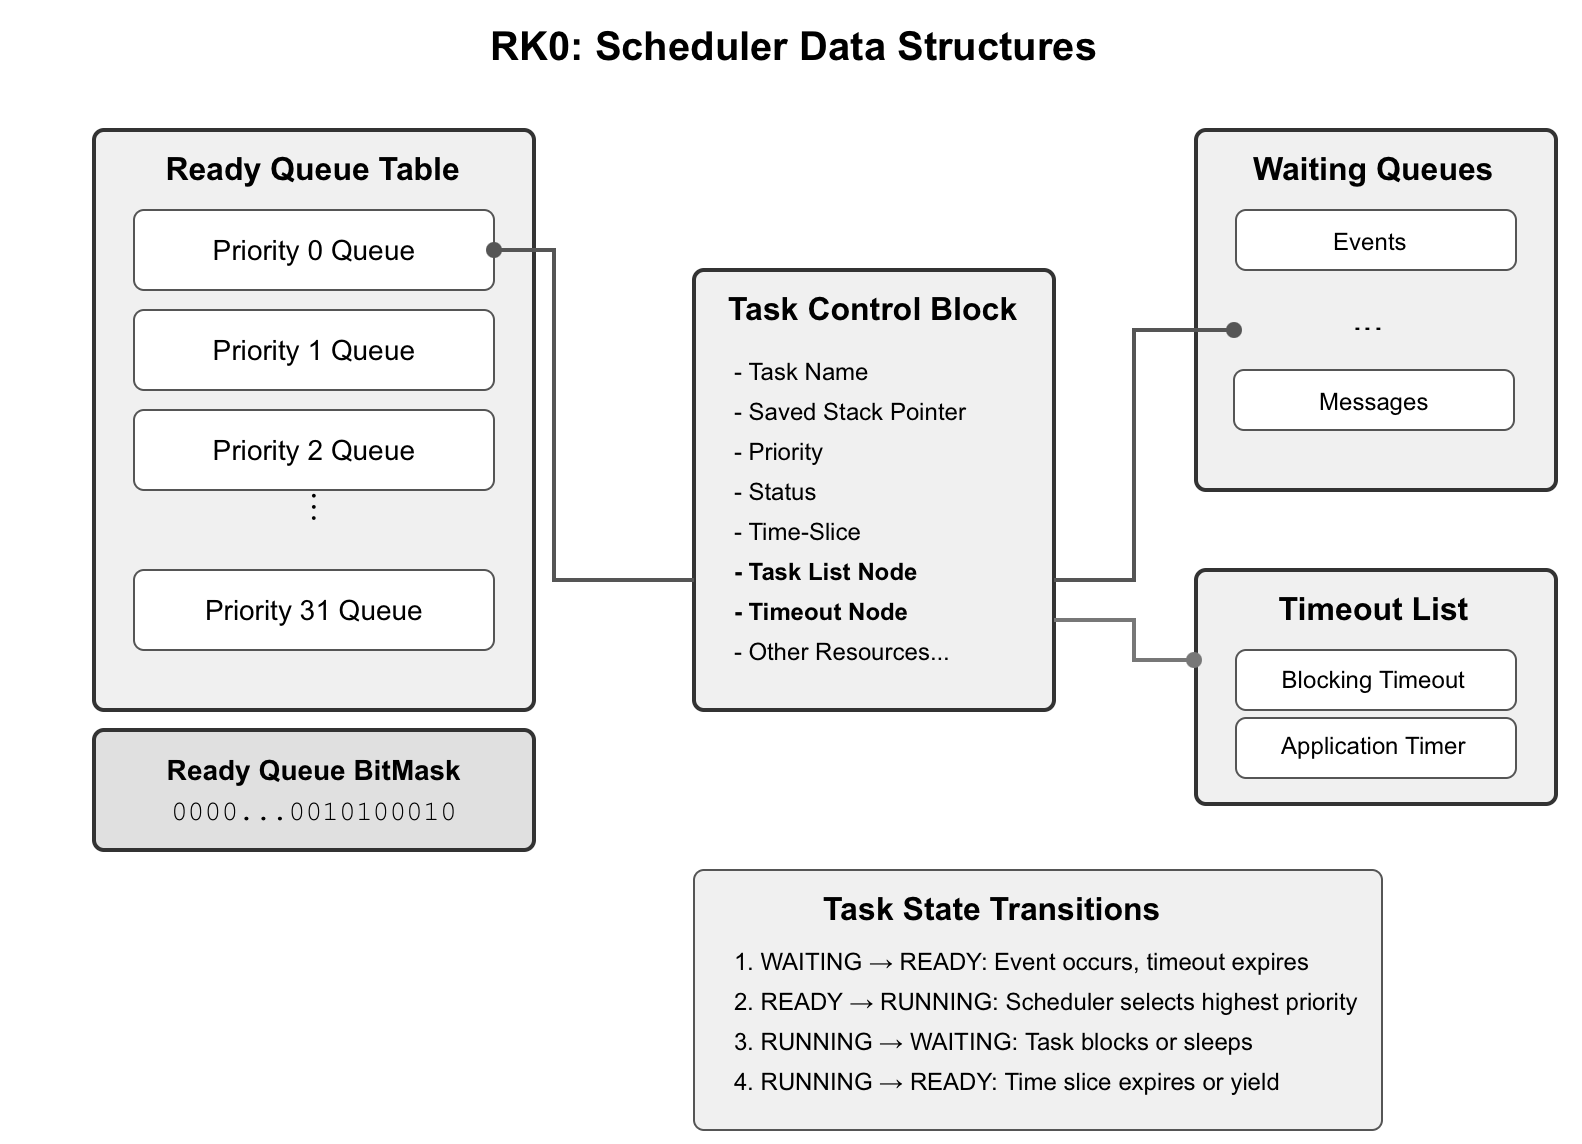 RK0: Scheduler Data Structures
Ready Queue Table
Priority 0 Queue
Priority 1 Queue
Priority 2 Queue
⋮
Priority 31 Queue
Ready Queue BitMask
0000...0010100010
Task Control Block
- Task Name
- Saved Stack Pointer
- Priority
- Status
- Time-Slice
- Task List Node
- Timeout Node
- Other Resources...
Waiting Queues
Events
...
Messages
Timeout List
Blocking Timeout
Application Timer
Task State Transitions
1. WAITING → READY: Event occurs, timeout expires
2. READY → RUNNING: Scheduler selects highest priority
3. RUNNING → WAITING: Task blocks or sleeps
4. RUNNING → READY: Time slice expires or yield